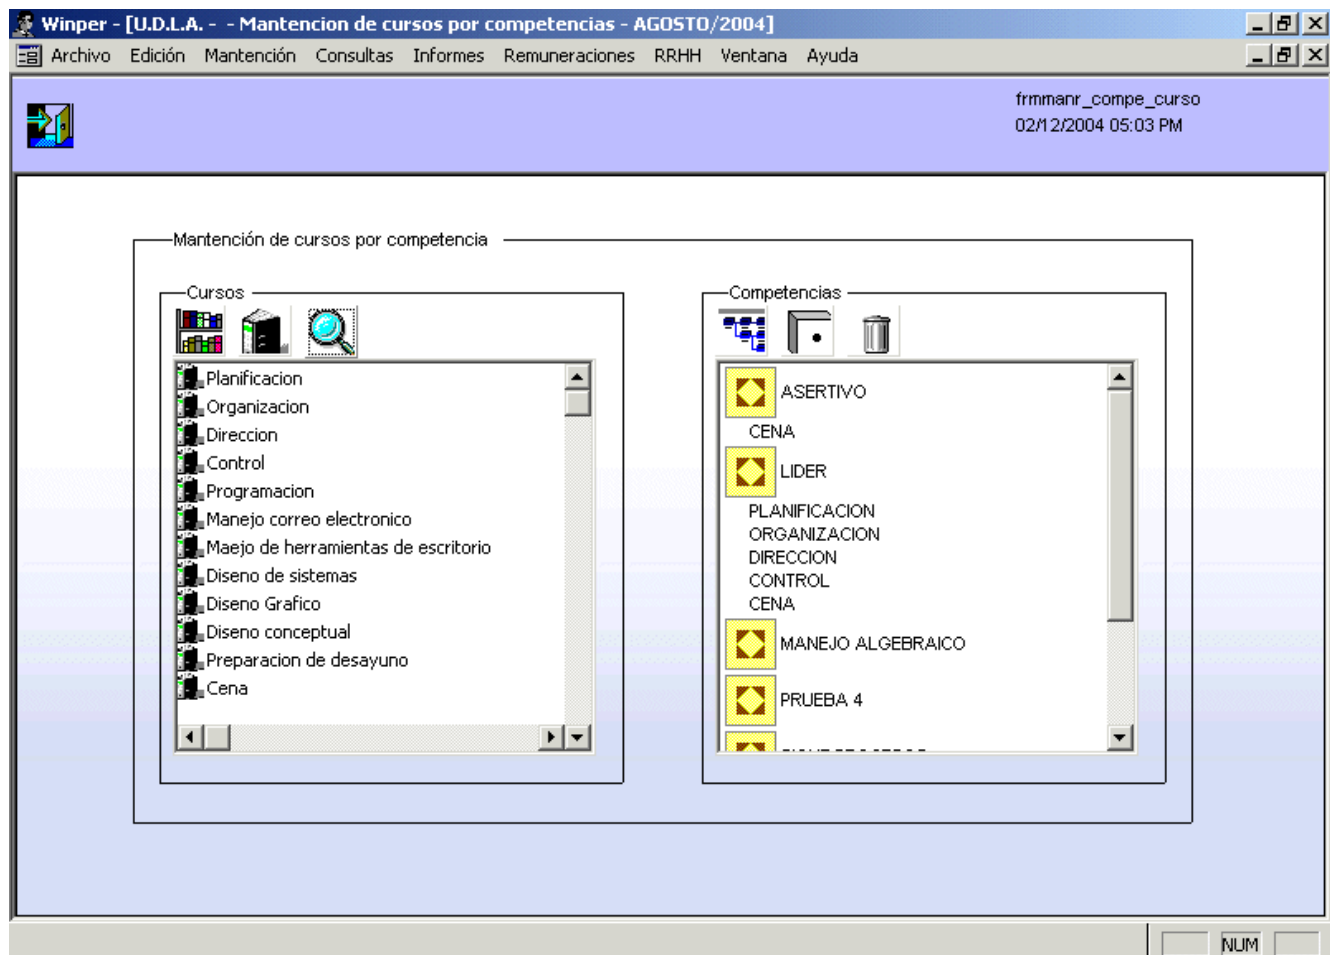 Winper - [U.D.L.A. - - Mantencion de cursos por competencias - AGOSTO/2004]
Archivo Edición Mantención Consultas Informes Remuneraciones RRHH Ventana Ayuda
frmmanr_compe_curso
02/12/2004 05:03 PM
Mantención de cursos por competencia
Cursos
Planificacion
Organizacion
Direccion
Control
Programacion
Manejo correo electronico
Maejo de herramientas de escritorio
Diseno de sistemas
Diseno Grafico
Diseno conceptual
Preparacion de desayuno
Cena
Competencias
ASERTIVO
CENA
LIDER
PLANIFICACION
ORGANIZACION
DIRECCION
CONTROL
CENA
MANEJO ALGEBRAICO
PRUEBA 4
NUM